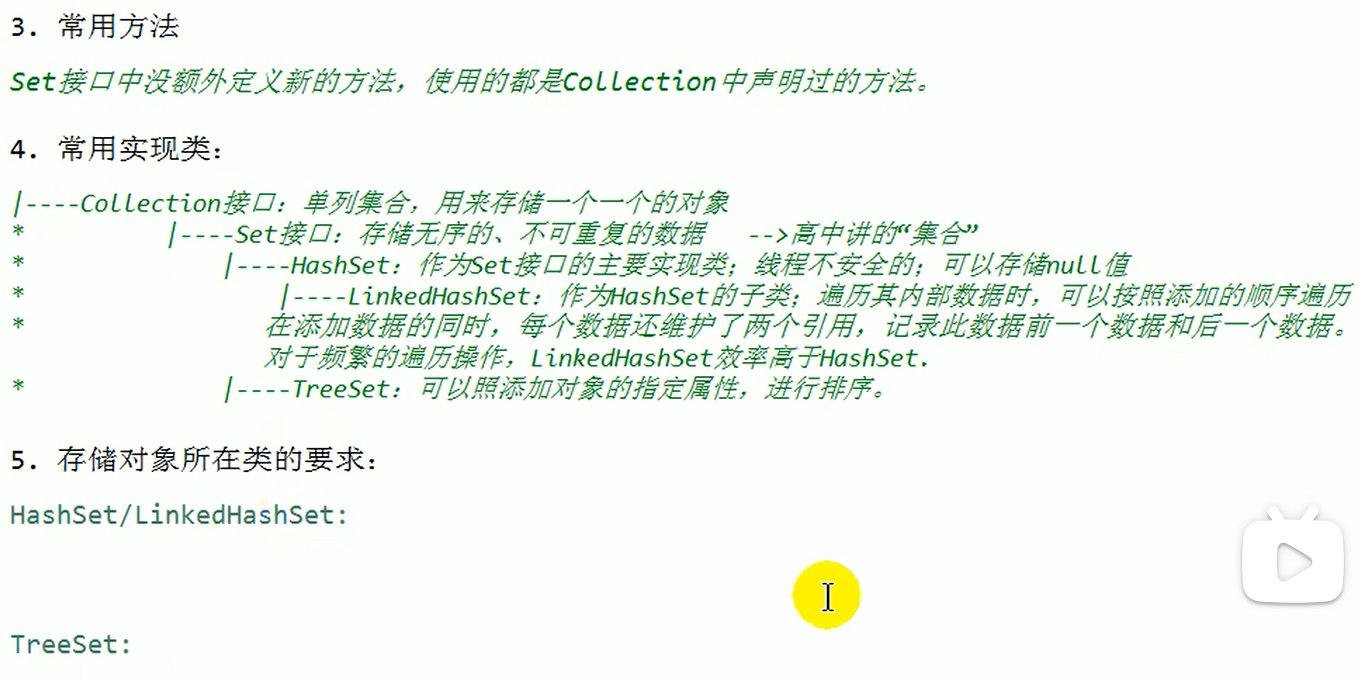 3. 常用方法
Set接口中没额外定义新的方法，使用的都是Collection中声明过的方法。
4. 常用实现类：
|----Collection接口：单列集合，用来存储一个一个的对象
* |----Set接口：存储无序的、不可重复的数据 -->高中讲的“集合”
* |----HashSet：作为Set接口的主要实现类；线程不安全的；可以存储null值
* |----LinkedHashSet：作为HashSet的子类；遍历其内部数据时，可以按照添加的顺序遍历
* 在添加数据的同时，每个数据还维护了两个引用，记录此数据前一个数据和后一个数据。
对于频繁的遍历操作，LinkedHashSet效率高于HashSet.
* |----TreeSet：可以照添加对象的指定属性，进行排序。
5. 存储对象所在类的要求：
HashSet/LinkedHashSet:
TreeSet: